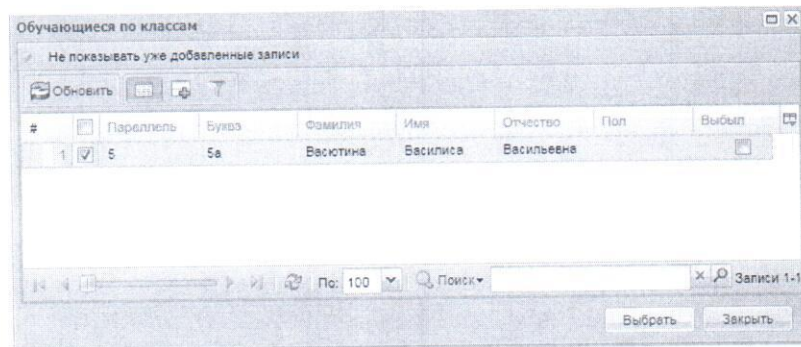 Обучающиеся по классам
Не показывать уже добавленные записи
Обновить
# Параллель Буква Фамилия Имя Отчество Пол Выбыл
1 5 5а Васютина Василиса Васильевна
По: 100 Поиск Записи 1-1
Выбрать Закрыть